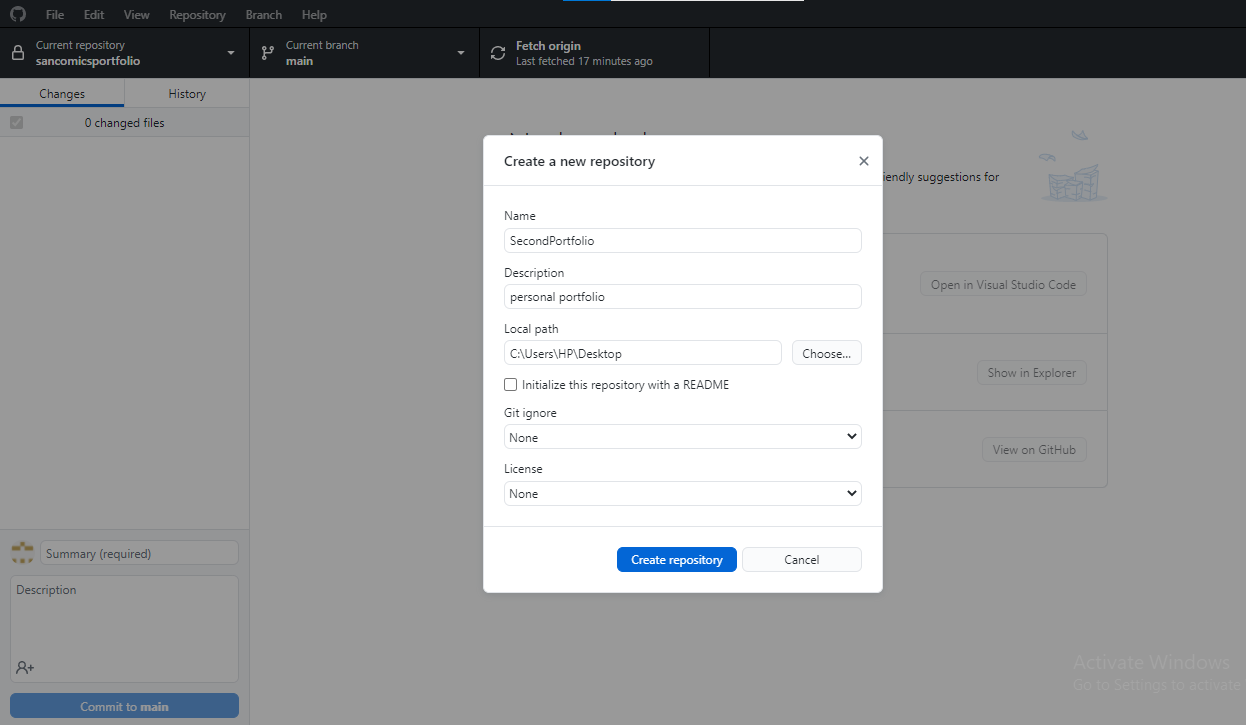 File Edit View Repository Branch Help
Current repository
sancomicsportfolio
Current branch
main
Fetch origin
Last fetched 17 minutes ago
Changes History
0 changed files
Create a new repository
iendly suggestions for
Name
SecondPortfolio
Description
personal portfolio
Local path
C:\Users\HP\Desktop
Choose...
Initialize this repository with a README
Git ignore
None
License
None
Create repository Cancel
Open in Visual Studio Code
Show in Explorer
View on GitHub
Summary (required)
Description
Commit to main
Activate Windows
Go to Settings to activate